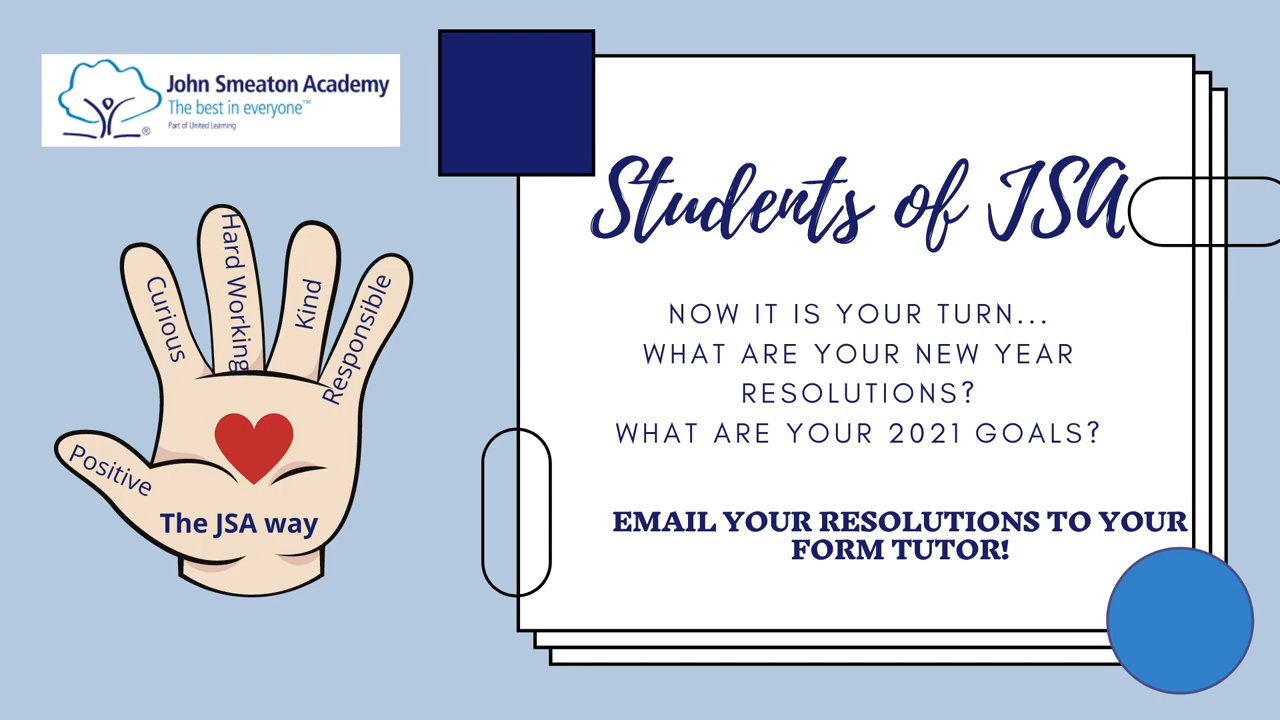 John Smeaton Academy
The best in everyone™
Part of United Learning
®
Students of JSA
NOW IT IS YOUR TURN...
WHAT ARE YOUR NEW YEAR
RESOLUTIONS?
WHAT ARE YOUR 2021 GOALS?
EMAIL YOUR RESOLUTIONS TO YOUR
FORM TUTOR!
Positive
Curious
Hard Working
Kind
Responsible
The JSA way